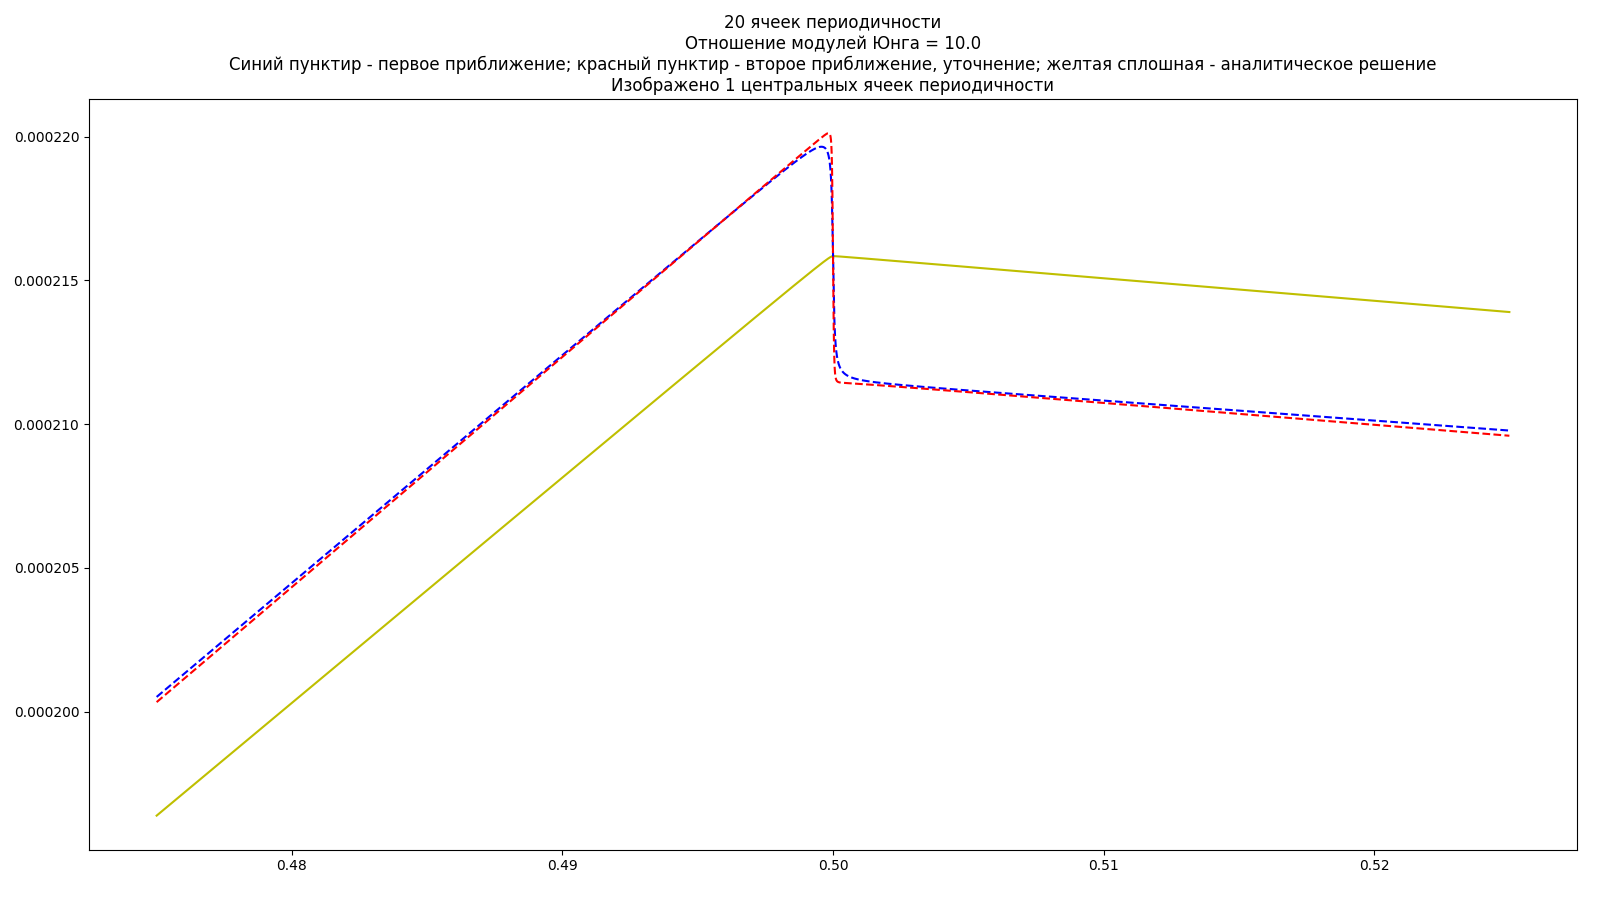 20 ячеек периодичности
Отношение модулей Юнга = 10.0
Синий пунктир - первое приближение; красный пунктир - второе приближение, уточнение; желтая сплошная - аналитическое решение
Изображено 1 центральных ячеек периодичности
0.000220
0.000215
0.000210
0.000205
0.000200
0.48 0.49 0.50 0.51 0.52